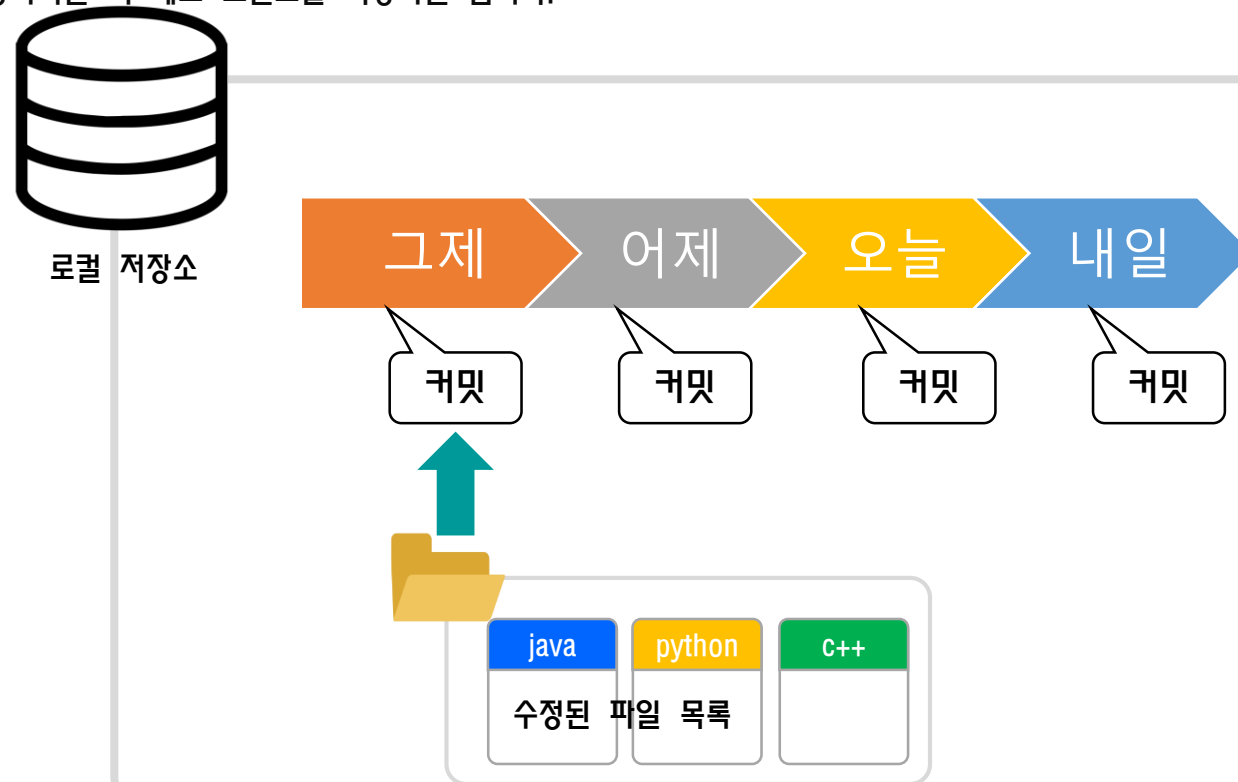 로컬 저장소
그제 어제 오늘 내일
커밋 커밋 커밋 커밋
java python c++
수정된 파일 목록